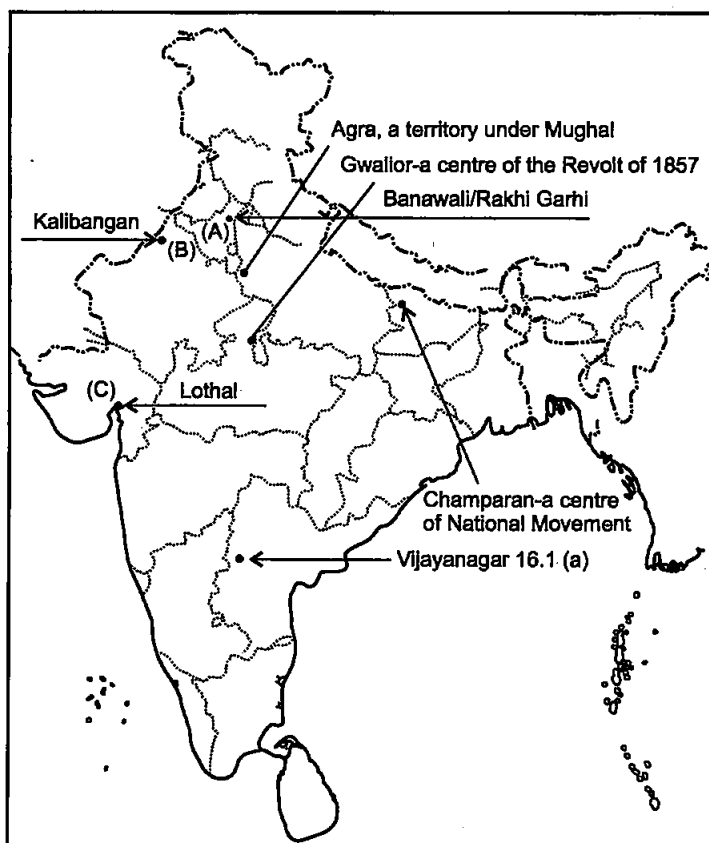 Agra, a territory under Mughal
Gwalior-a centre of the Revolt of 1857
Banawali/Rakhi Garhi
Kalibangan
(A)
(B)
(C)
Lothal
Champaran-a centre
of National Movement
Vijayanagar 16.1 (a)